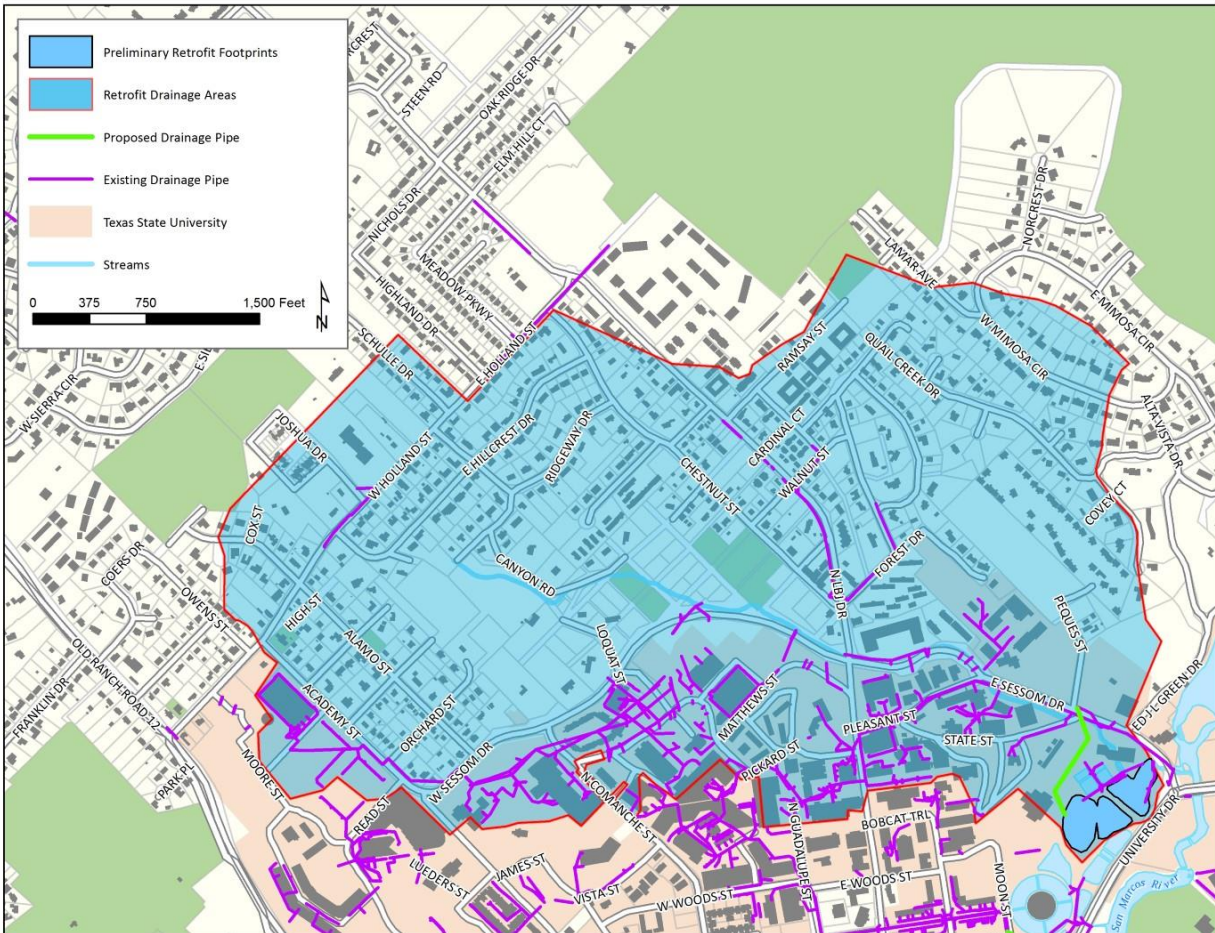 Preliminary Retrofit Footprints
Retrofit Drainage Areas
Proposed Drainage Pipe
Existing Drainage Pipe
Texas State University
Streams
0 375 750 1,500 Feet
N
STEEN RD
OAK RIDGE DR
ELM HILL CT
NICHOLS DR
MEADOW PKWY
HIGHLAND DR
E HOLLAND ST
SCHULLE DR
W SIERRA CIR
JOSHUA DR
W HOLLAND ST
E HILLCREST DR
RIDGEWAY DR
COX ST
HIGH ST
COERS DR
OWENS ST
OLD RANCH ROAD 12
FRANKLIN DR
PARK PL
ALAMO ST
ACADEMY ST
ORCHARD ST
MOORE ST
READ ST
W SESSOM DR
LUEDERS ST
JAMES ST
VISTA ST
W WOODS ST
N COMANCHE ST
CANYON RD
LOQUAT ST
MATTHEWS ST
PICKARD ST
CHESTNUT ST
N LBJ DR
RAMSAY ST
CARDINAL CT
WALNUT ST
QUAIL CREEK DR
FOREST DR
LAMAR AVE
NORCREST DR
W MIMOSA CIR
E MIMOSA CIR
ALTA VISTA DR
COVEY CT
PEQUES ST
E SESSOM DR
ED J L GREEN DR
PLEASANT ST
STATE ST
N GUADALUPE ST
BOBCAT TRL
E WOODS ST
MOON ST
UNIVERSITY DR
San Marcos River